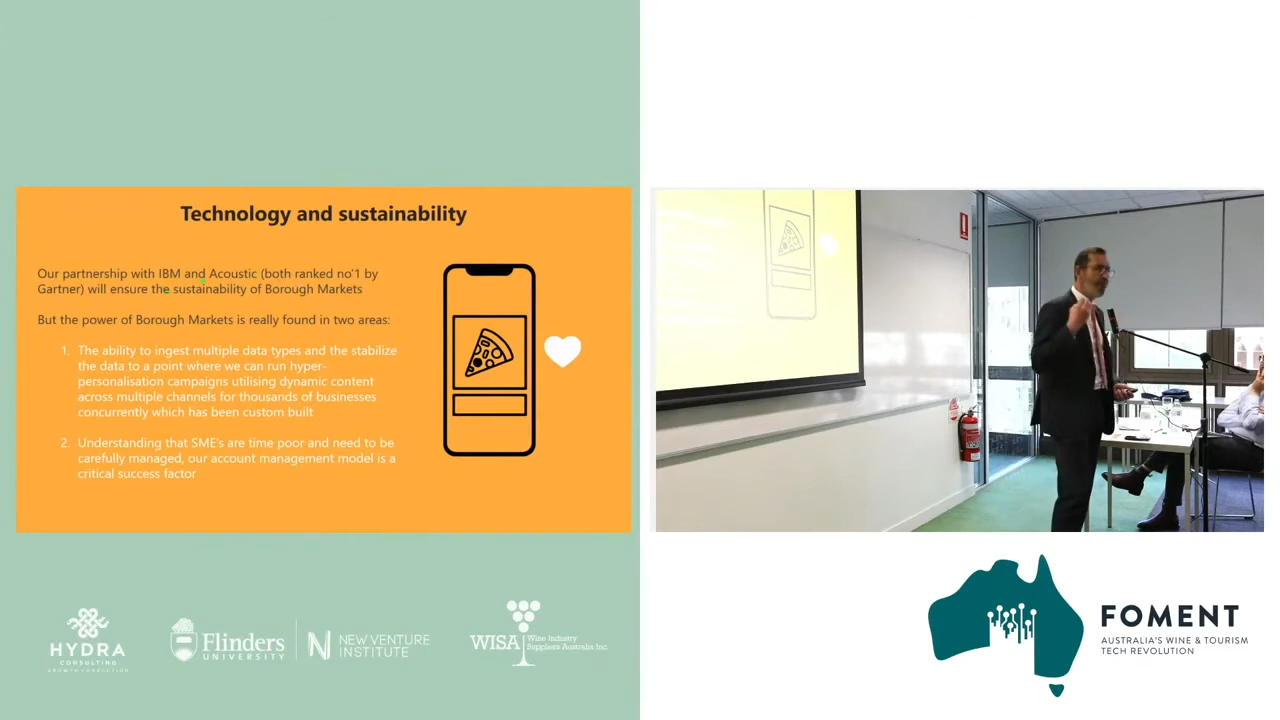 Technology and sustainability
Our partnership with IBM and Acoustic (both ranked no'1 by
Gartner) will ensure the sustainability of Borough Markets
But the power of Borough Markets is really found in two areas:
1. The ability to ingest multiple data types and the stabilize
the data to a point where we can run hyper-
personalisation campaigns utilising dynamic content
across multiple channels for thousands of businesses
concurrently which has been custom built
2. Understanding that SME's are time poor and need to be
carefully managed, our account management model is a
critical success factor
HYDRA
CONSULTING
Flinders
UNIVERSITY
NEW VENTURE
INSTITUTE
WISA
Wine Industry
Suppliers Australia Inc.
FOMENT
AUSTRALIA'S WINE & TOURISM
TECH REVOLUTION